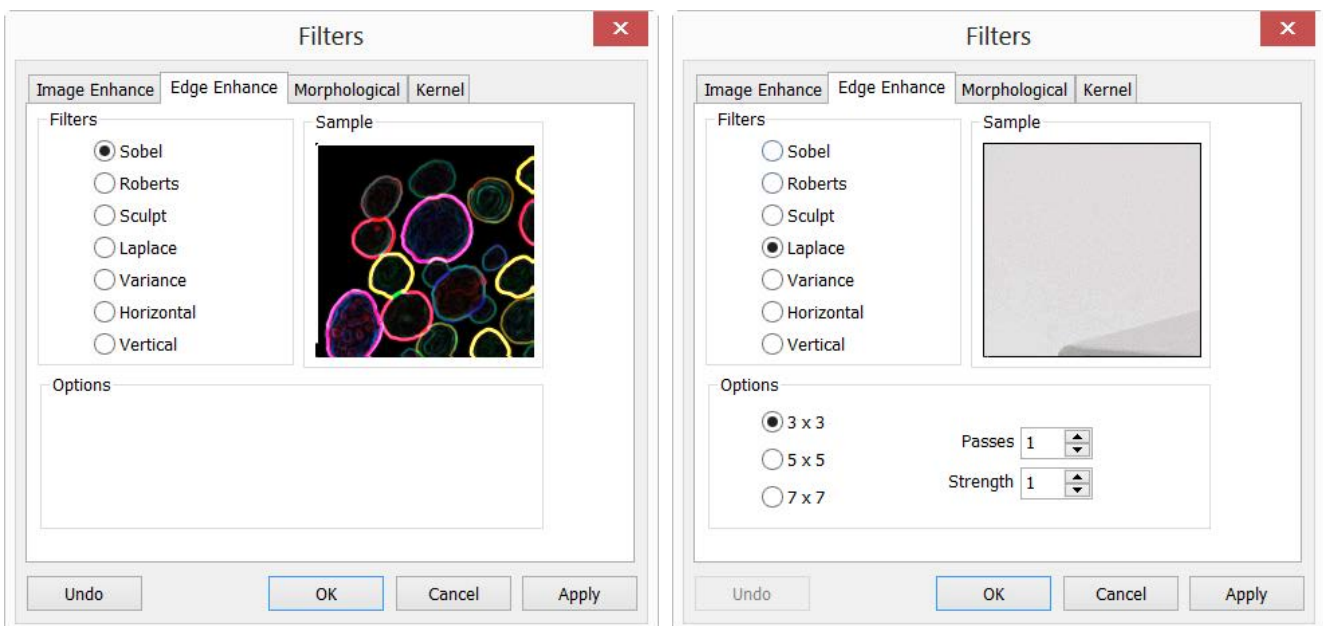 Filters
×
Image Enhance Edge Enhance Morphological Kernel
Filters
Sample
Sobel
Roberts
Sculpt
Laplace
Variance
Horizontal
Vertical
Options
Undo OK Cancel Apply
Filters
×
Image Enhance Edge Enhance Morphological Kernel
Filters
Sample
Sobel
Roberts
Sculpt
Laplace
Variance
Horizontal
Vertical
Options
3 x 3
5 x 5
7 x 7
Passes 1
Strength 1
Undo OK Cancel Apply